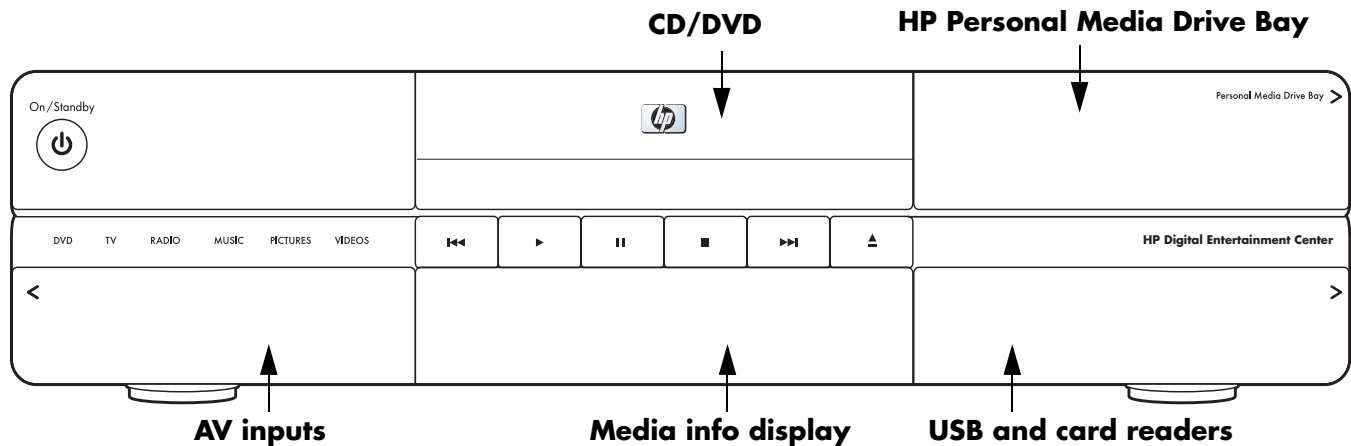 CD/DVD
HP Personal Media Drive Bay
On/Standby
hp
Personal Media Drive Bay >
DVD TV RADIO MUSIC PICTURES VIDEOS
HP Digital Entertainment Center
< >
AV inputs
Media info display
USB and card readers